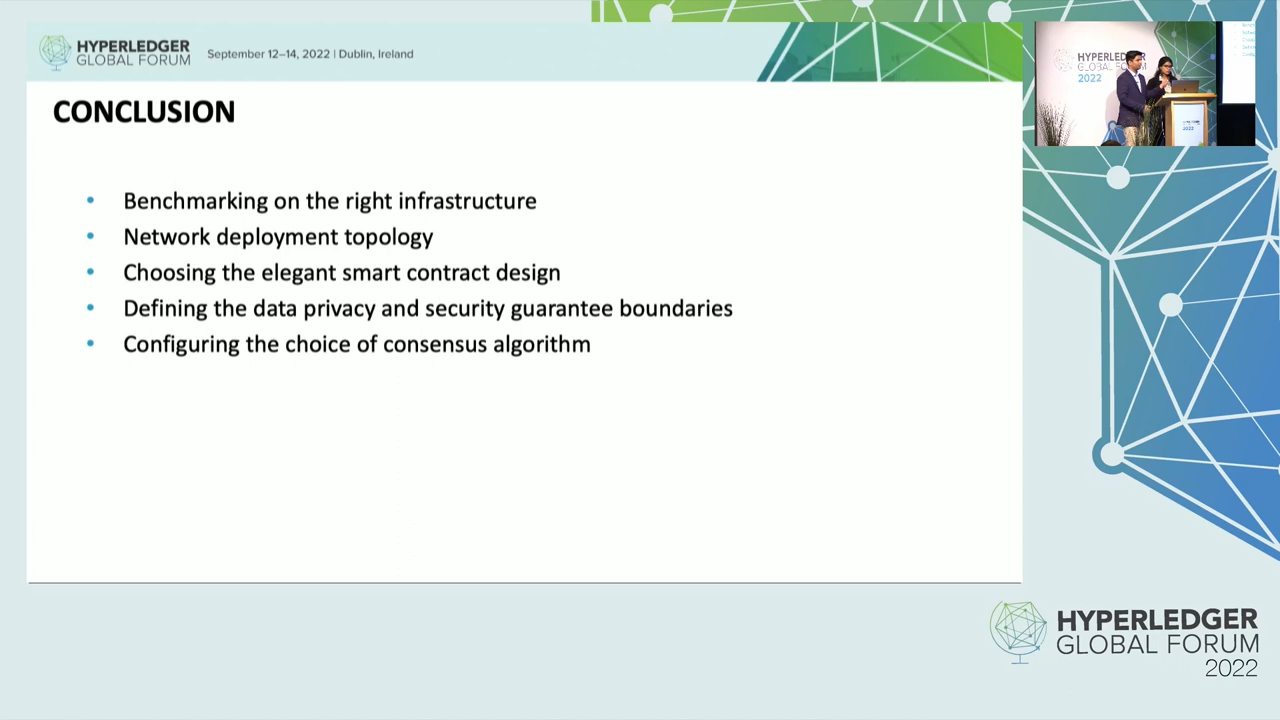 HYPERLEDGER
GLOBAL FORUM
September 12–14, 2022 | Dublin, Ireland
CONCLUSION
• Benchmarking on the right infrastructure
• Network deployment topology
• Choosing the elegant smart contract design
• Defining the data privacy and security guarantee boundaries
• Configuring the choice of consensus algorithm
HYPERLEDGER
GLOBAL FORUM
2022
HYPERLEDGER
GLOBAL FORUM
2022